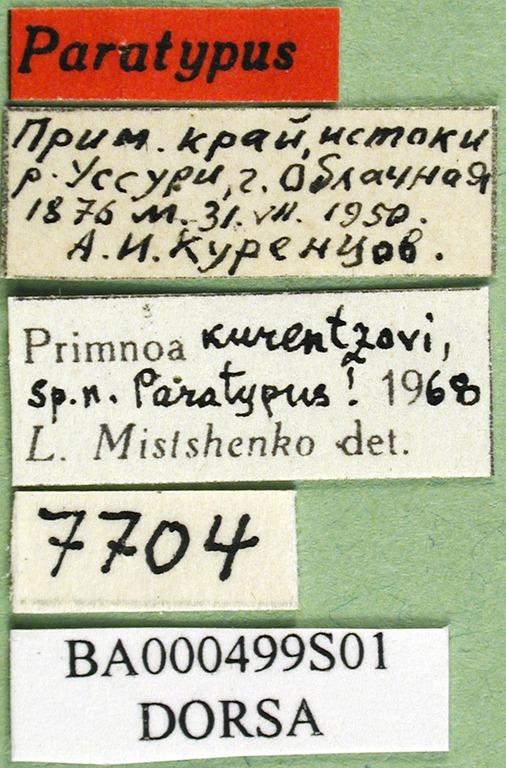 Paratypus
Прим. край, истоки
р. Уссури, г. Облачная
1876 м. 31. VII. 1950.
А. И. Куренцов.
Primnoa kurentzovi,
sp. n. Paratypus! 1968
L. Mistshenko det.
7704
BA000499S01
DORSA